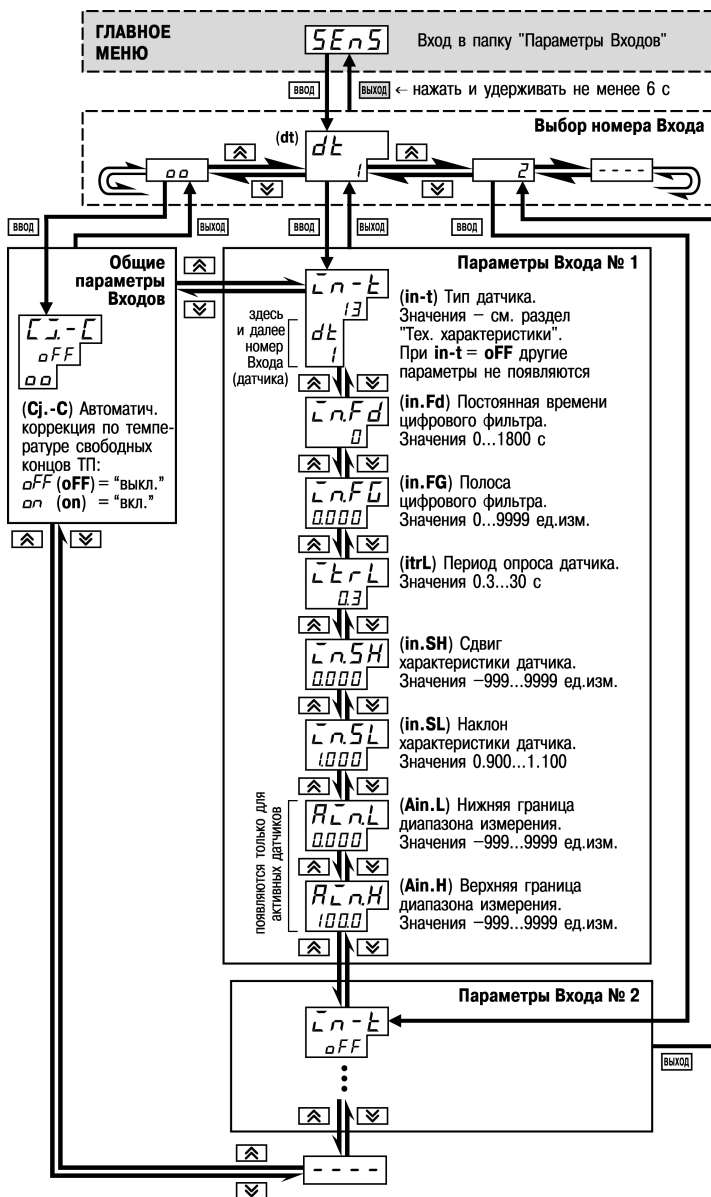 ГЛАВНОЕ
МЕНЮ
SEnS
Вход в папку "Параметры Входов"
ВВОД
ВЫХОД
← нажать и удерживать не менее 6 с
Выбор номера Входа
(dt)
dt
1
oo
2
- - - -
ВВОД
ВЫХОД
ВВОД
ВЫХОД
ВВОД
Общие
параметры
Входов
Cj.-C
oFF
oo
(Cj.-C) Автоматич.
коррекция по темпе-
ратуре свободных
концов ТП:
oFF (oFF) = “выкл.”
on (on) = “вкл.”
Параметры Входа № 1
in-t
13
dt
1
здесь
и далее
номер
Входа
(датчика)
(in-t) Тип датчика.
Значения – см. раздел
"Тех. характеристики".
При in-t = oFF другие
параметры не появляются
in.Fd
0
(in.Fd) Постоянная времени
цифрового фильтра.
Значения 0...1800 с
in.FG
0.000
(in.FG) Полоса
цифрового фильтра.
Значения 0...9999 ед.изм.
itrL
0.3
(itrL) Период опроса датчика.
Значения 0.3...30 с
in.SH
0.000
(in.SH) Сдвиг
характеристики датчика.
Значения –999...9999 ед.изм.
in.SL
1.000
(in.SL) Наклон
характеристики датчика.
Значения 0.900...1.100
появляются только для
активных датчиков
Ain.L
0.000
(Ain.L) Нижняя граница
диапазона измерения.
Значения –999...9999 ед.изм.
Ain.H
100.0
(Ain.H) Верхняя граница
диапазона измерения.
Значения –999...9999 ед.изм.
Параметры Входа № 2
in-t
oFF
ВЫХОД
- - - -